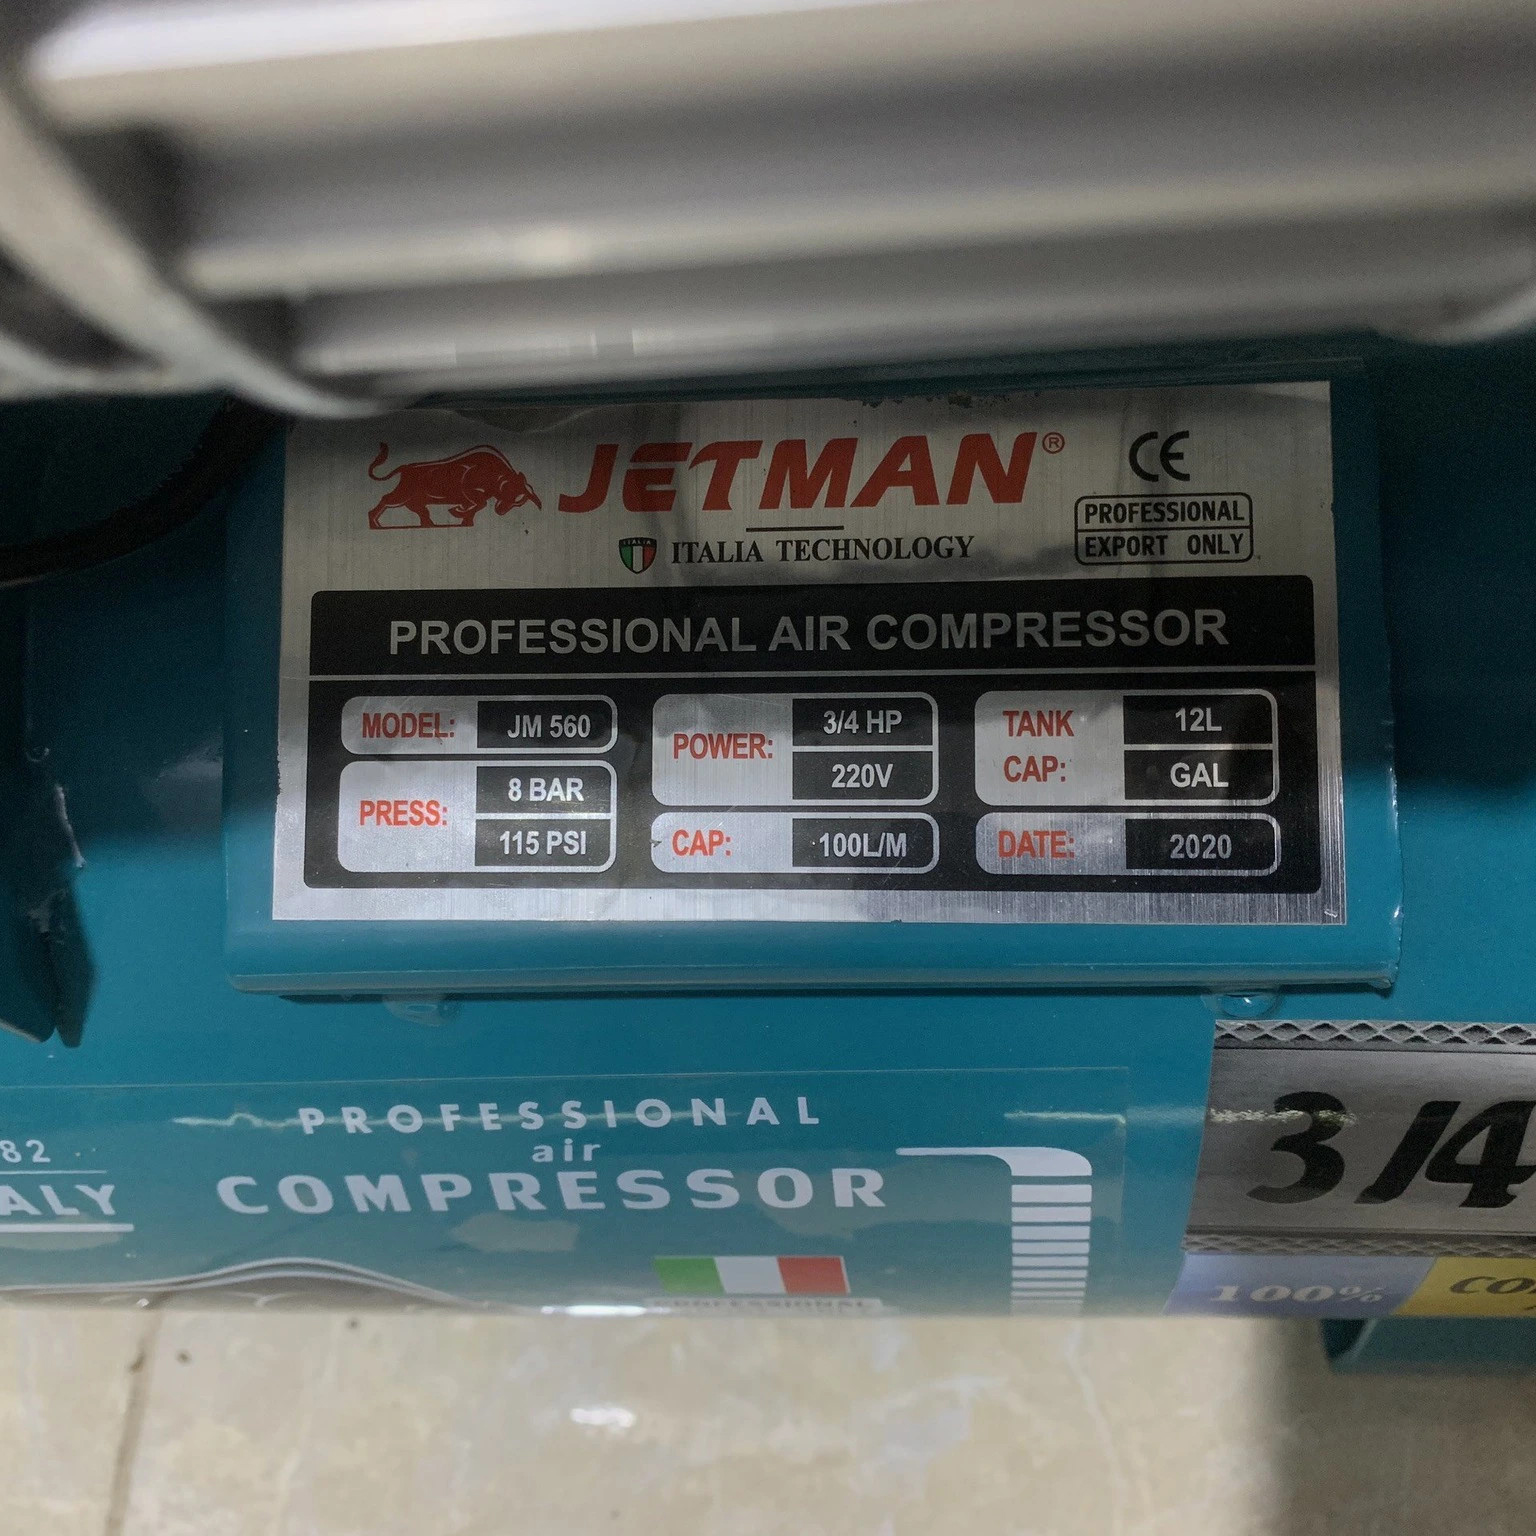 JETMAN®
CE
ITALIA
ITALIA TECHNOLOGY
PROFESSIONAL
EXPORT ONLY
PROFESSIONAL AIR COMPRESSOR
MODEL: JM 560
PRESS: 8 BAR
115 PSI
POWER: 3/4 HP
220V
CAP: 100L/M
TANK CAP: 12L
GAL
DATE: 2020
82
ALY
PROFESSIONAL
air
COMPRESSOR
PROFESSIONAL
3/4
100%